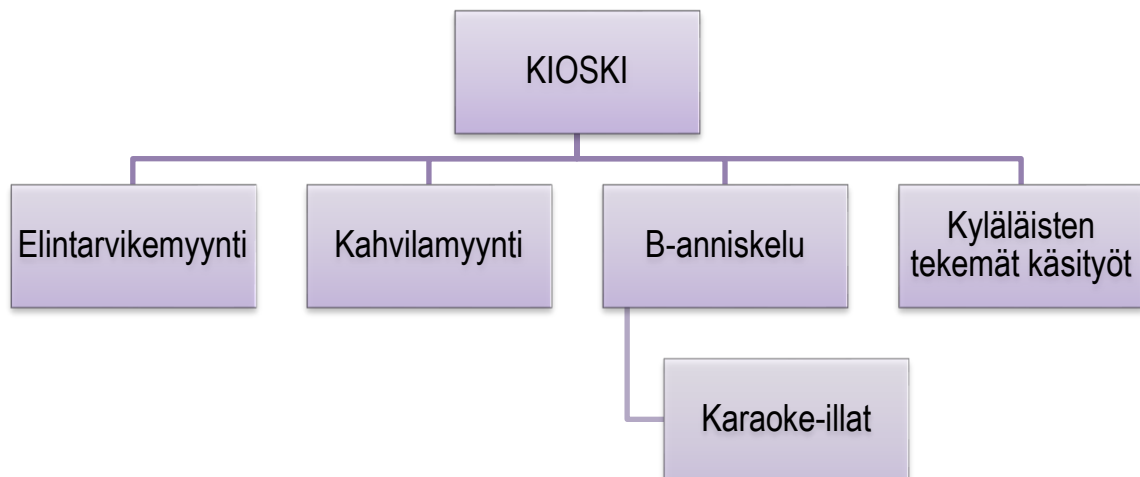 KIOSKI
Elintarvikemyynti
Kahvilamyynti
B-anniskelu
Kyläläisten
tekemät käsityöt
Karaoke-illat